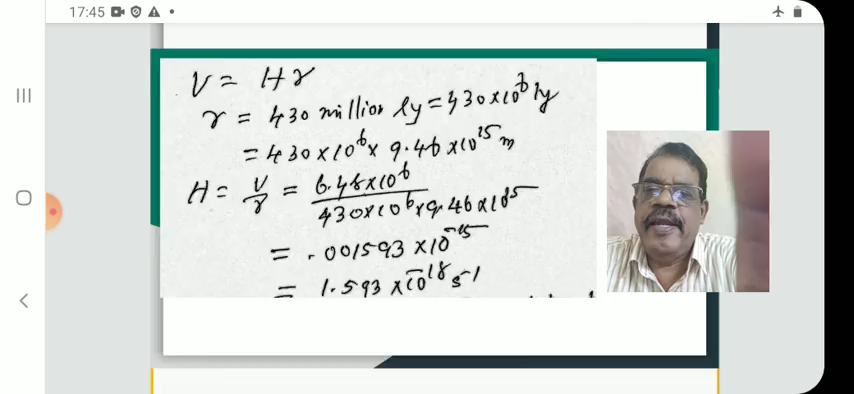 17:45
V = Hr
r = 430 million ly = 430×10⁶ ly
= 430×10⁶ × 9.46×10¹⁵ m
H = V/r = 6.48×10⁶ / 430×10⁶×9.46×10¹⁵
= .001593 ×10⁻¹⁵
= 1.593 ×10⁻¹⁸ s⁻¹